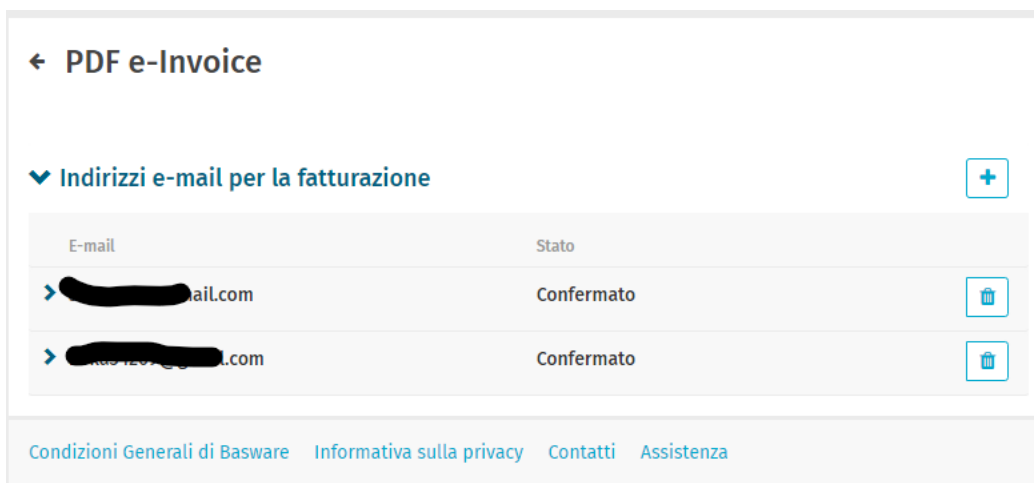 PDF e-Invoice
Indirizzi e-mail per la fatturazione
E-mail Stato
ail.com Confermato
.com Confermato
Condizioni Generali di Basware Informativa sulla privacy Contatti Assistenza